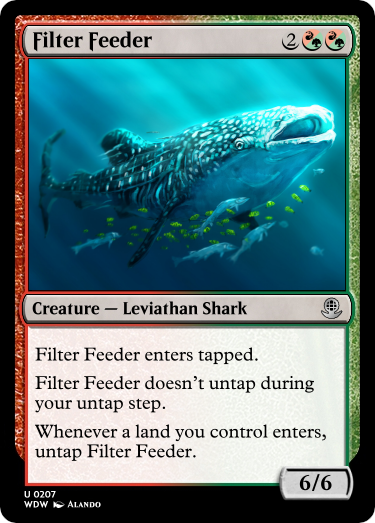 Filter Feeder 2
Creature — Leviathan Shark
Filter Feeder enters tapped.
Filter Feeder doesn't untap during
your untap step.
Whenever a land you control enters,
untap Filter Feeder.
6/6
U 0207
WDW Alando